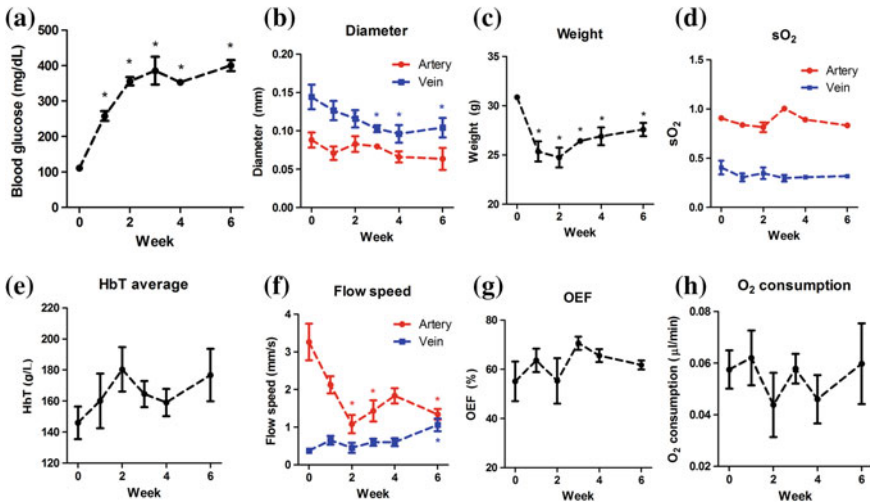 (a)
Blood glucose (mg/dL)
500
400
300
200
100
0
* * * * *
0 2 4 6
Week
(b)
Diameter
Artery
Vein
Diameter (mm)
0.20
0.15
0.10
0.05
0.00
* * *
0 2 4 6
Week
(c)
Weight
Weight (g)
35
30
25
20
* * * * *
0 2 4 6
Week
(d)
sO2
Artery
Vein
sO2
1.5
1.0
0.5
0.0
0 2 4 6
Week
(e)
HbT average
HbT (g/L)
220
200
180
160
140
120
0 2 4 6
Week
(f)
Flow speed
Artery
Vein
Flow speed (mm/s)
4
3
2
1
0
* * *
*
0 2 4 6
Week
(g)
OEF
OEF (%)
80
60
40
20
0 2 4 6
Week
(h)
O2 consumption
O2 consumption (μl/min)
0.08
0.06
0.04
0.02
0 2 4 6
Week